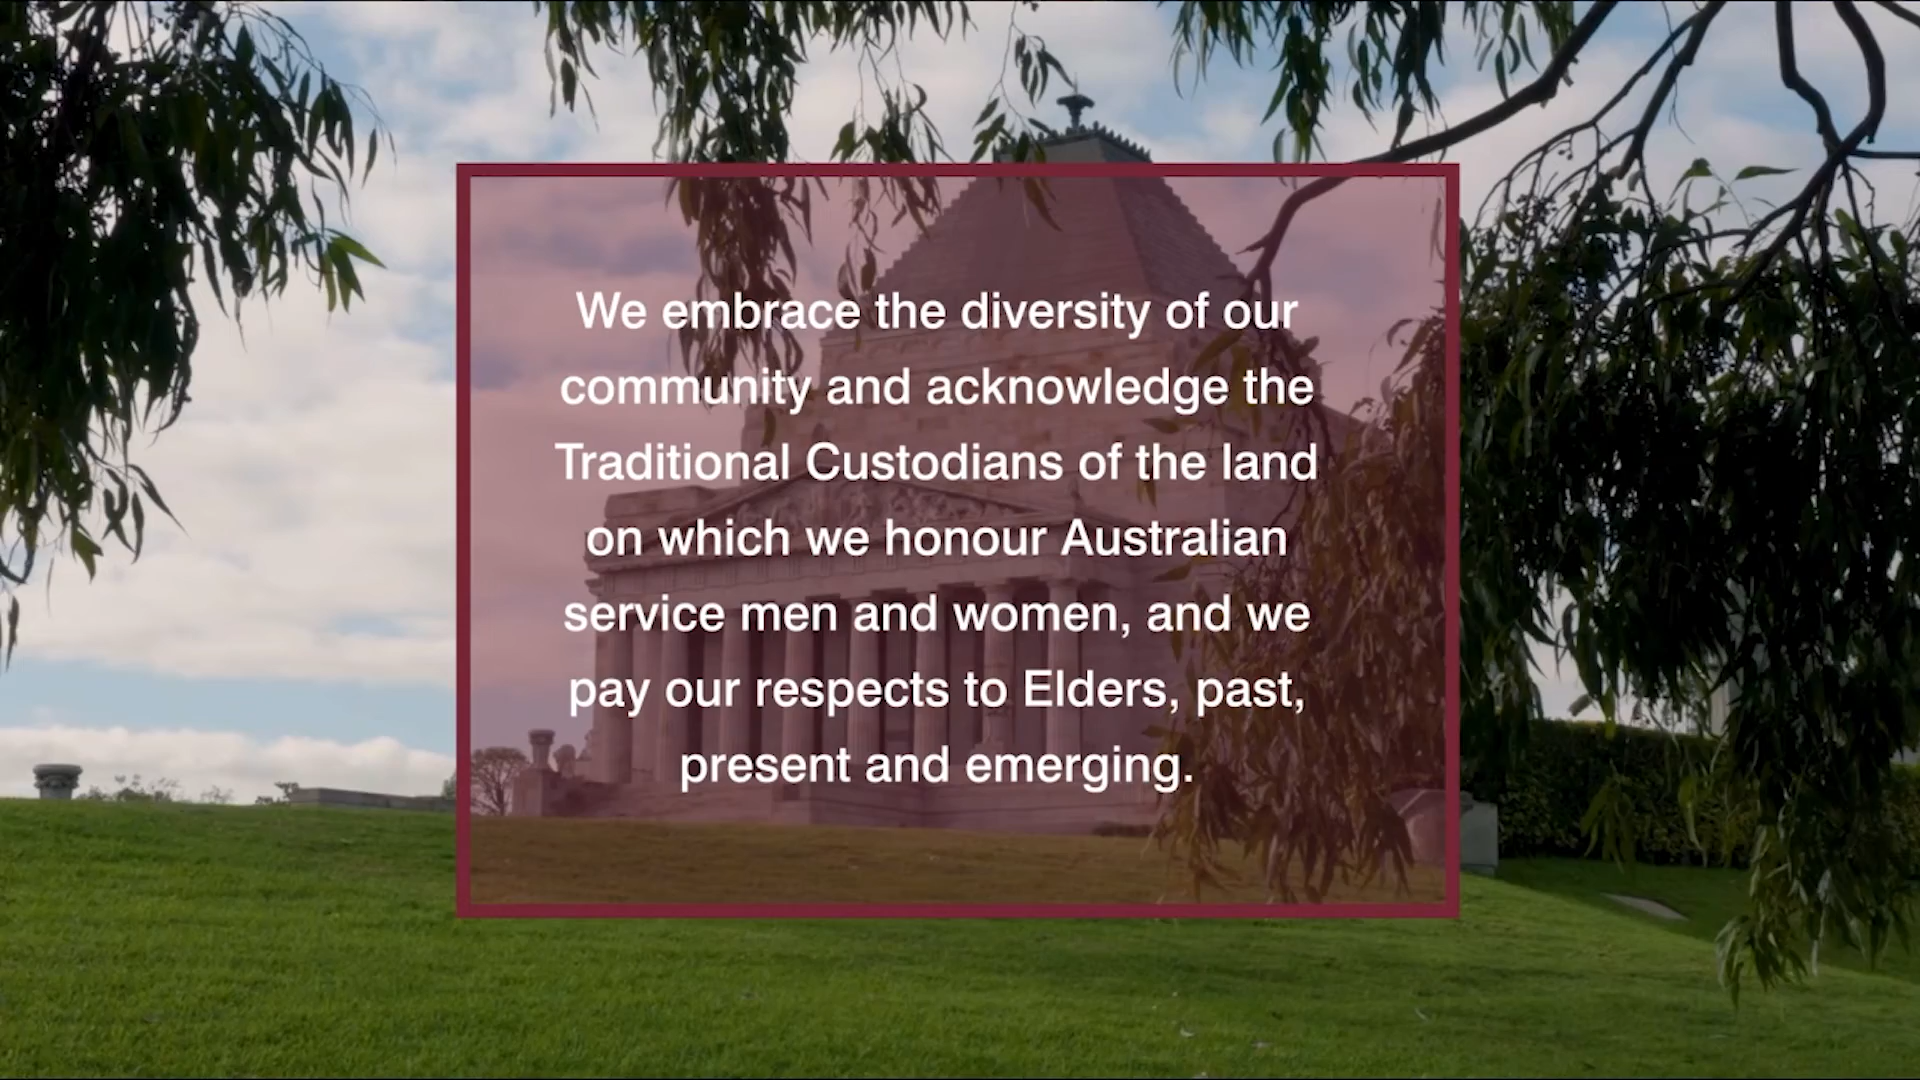 We embrace the diversity of our
community and acknowledge the
Traditional Custodians of the land
on which we honour Australian
service men and women, and we
pay our respects to Elders, past,
present and emerging.